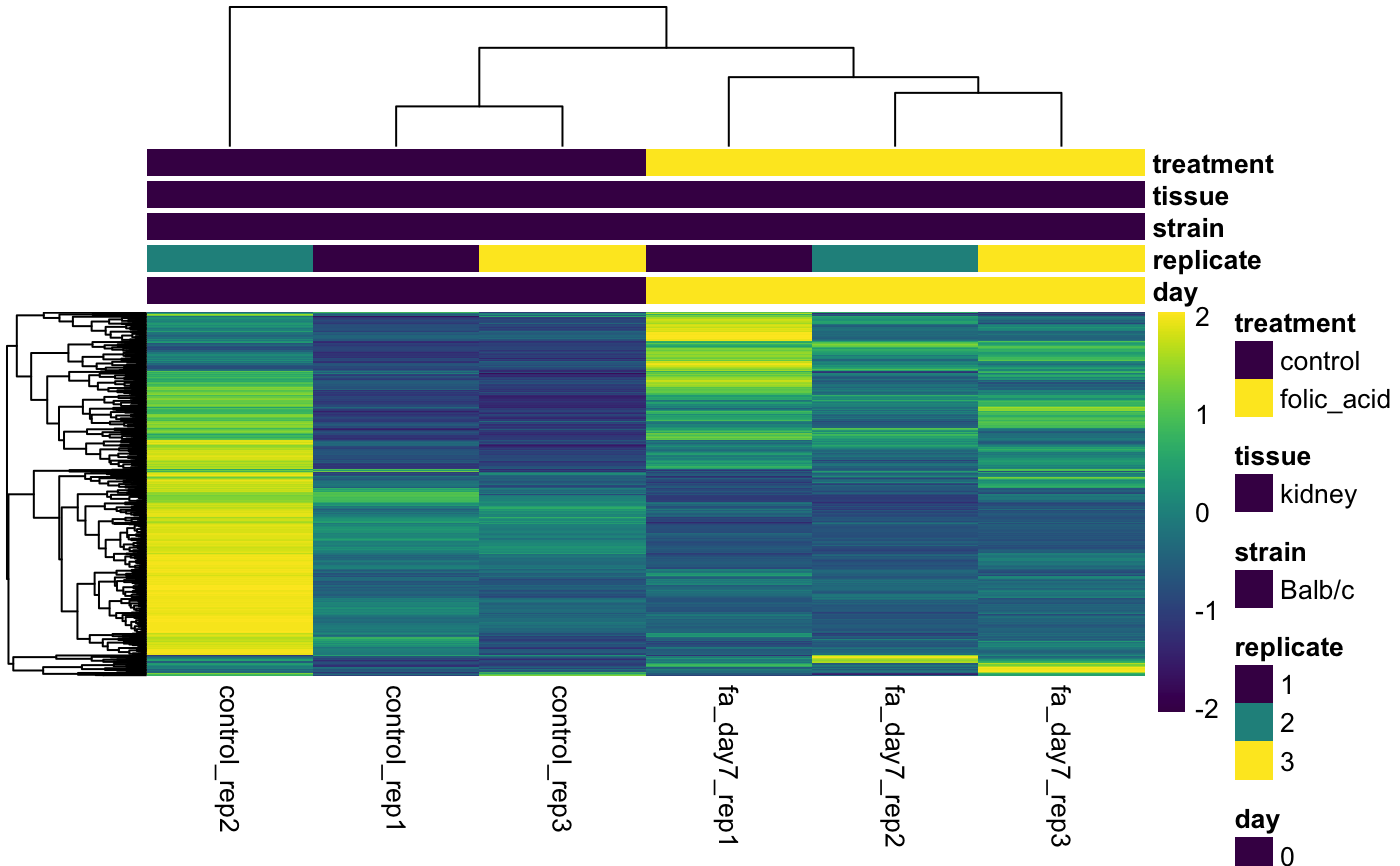 treatment
tissue
strain
replicate
day
2
1
0
-1
-2
treatment
control
folic_acid
tissue
kidney
strain
Balb/c
replicate
1
2
3
day
0
control_rep2
control_rep1
control_rep3
fa_day7_rep1
fa_day7_rep2
fa_day7_rep3